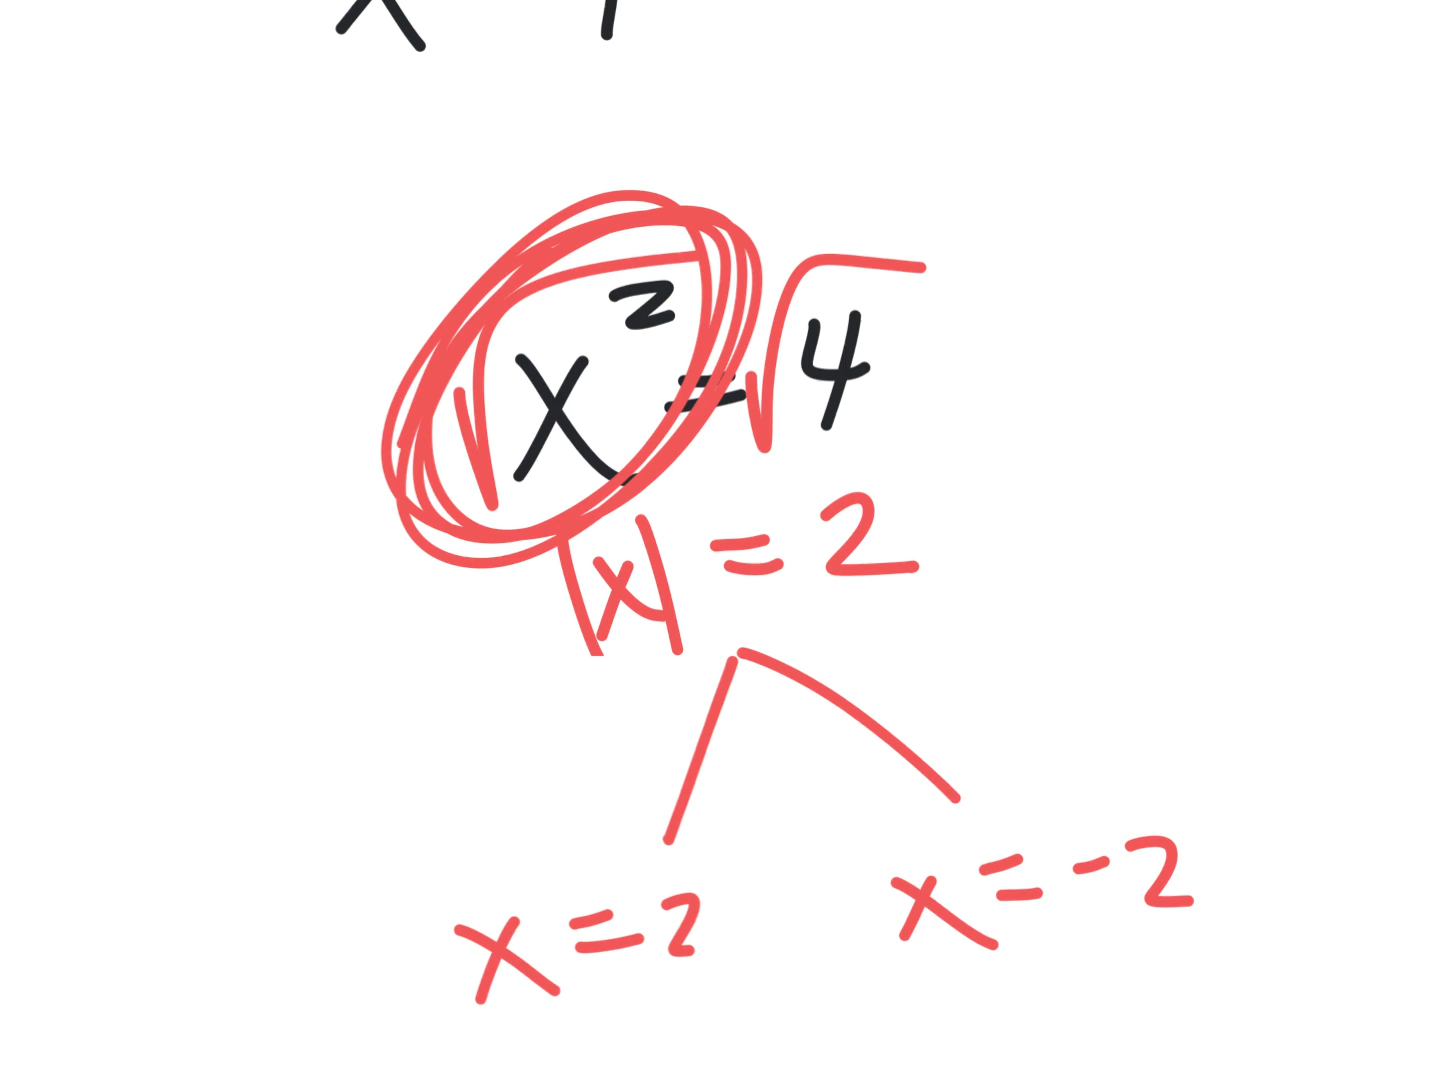 √x² = √4
|x| = 2
x = 2 x = -2